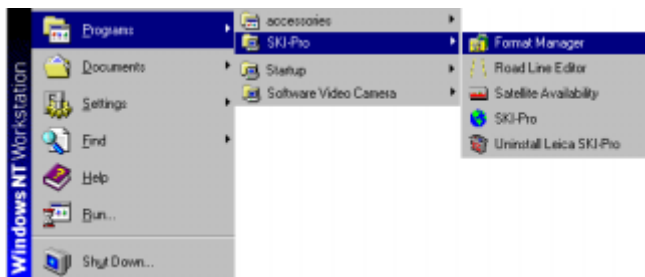 Windows NT Workstation
Programs
Documents
Settings
Find
Help
Run...
Shut Down...
accessories
SKI-Pro
Startup
Software Video Camera
Format Manager
Road Line Editor
Satellite Availability
SKI-Pro
Uninstall Leica SKI-Pro